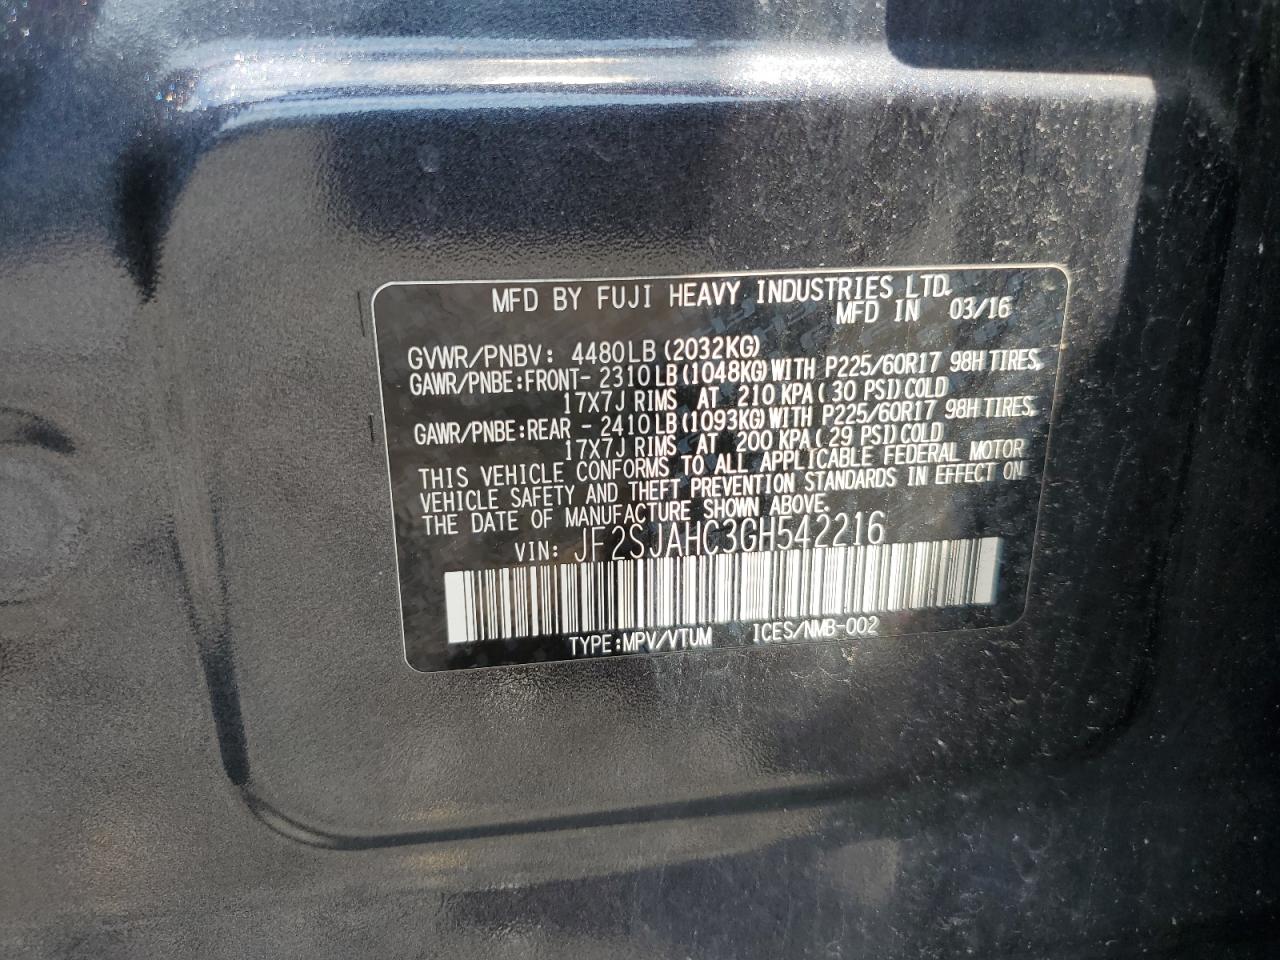 MFD BY FUJI HEAVY INDUSTRIES LTD.
MFD IN 03/16
GVWR/PNBV: 4480LB (2032KG)
GAWR/PNBE:FRONT- 2310LB (1048KG) WITH P225/60R17 98H TIRES,
17X7J RIMS AT 210 KPA (30 PSI) COLD
GAWR/PNBE:REAR - 2410LB (1093KG) WITH P225/60R17 98H TIRES,
17X7J RIMS AT 200 KPA (29 PSI) COLD
THIS VEHICLE CONFORMS TO ALL APPLICABLE FEDERAL MOTOR
VEHICLE SAFETY AND THEFT PREVENTION STANDARDS IN EFFECT ON
THE DATE OF MANUFACTURE SHOWN ABOVE.
VIN: JF2SJAHC3GH542216
TYPE:MPV/VTUM ICES/NMB-002